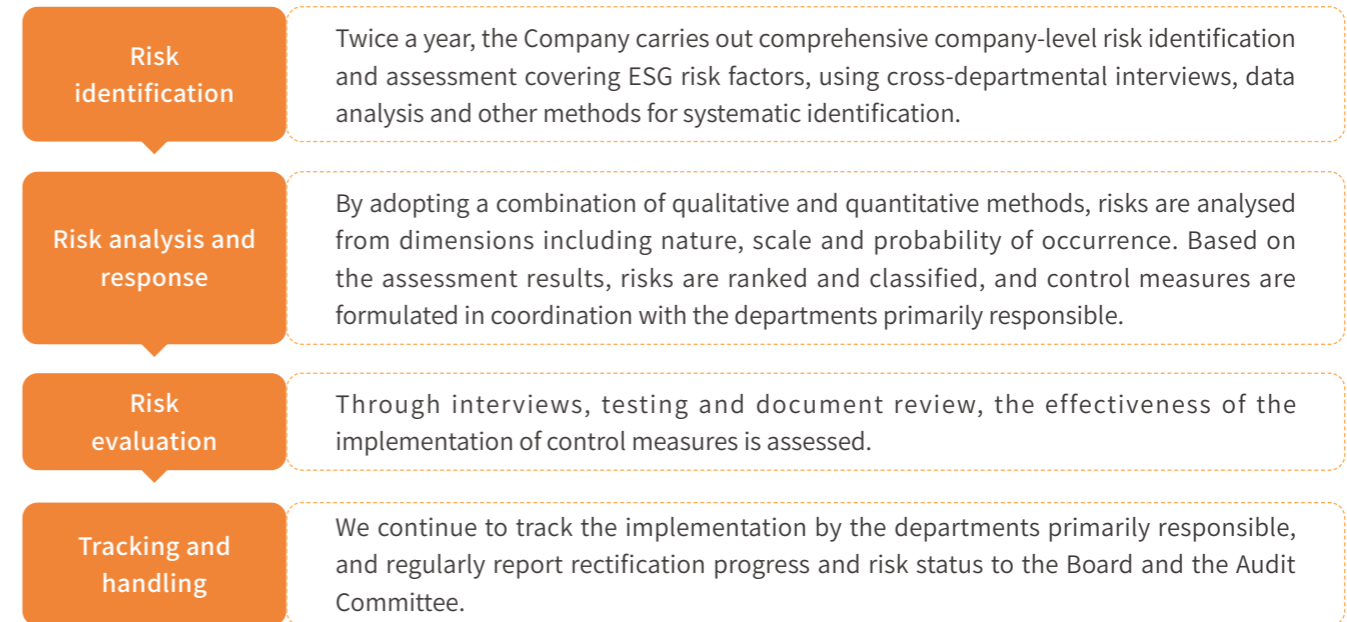 Risk
identification
Twice a year, the Company carries out comprehensive company-level risk identification
and assessment covering ESG risk factors, using cross-departmental interviews, data
analysis and other methods for systematic identification.
Risk analysis and
response
By adopting a combination of qualitative and quantitative methods, risks are analysed
from dimensions including nature, scale and probability of occurrence. Based on
the assessment results, risks are ranked and classified, and control measures are
formulated in coordination with the departments primarily responsible.
Risk
evaluation
Through interviews, testing and document review, the effectiveness of the
implementation of control measures is assessed.
Tracking and
handling
We continue to track the implementation by the departments primarily responsible,
and regularly report rectification progress and risk status to the Board and the Audit
Committee.